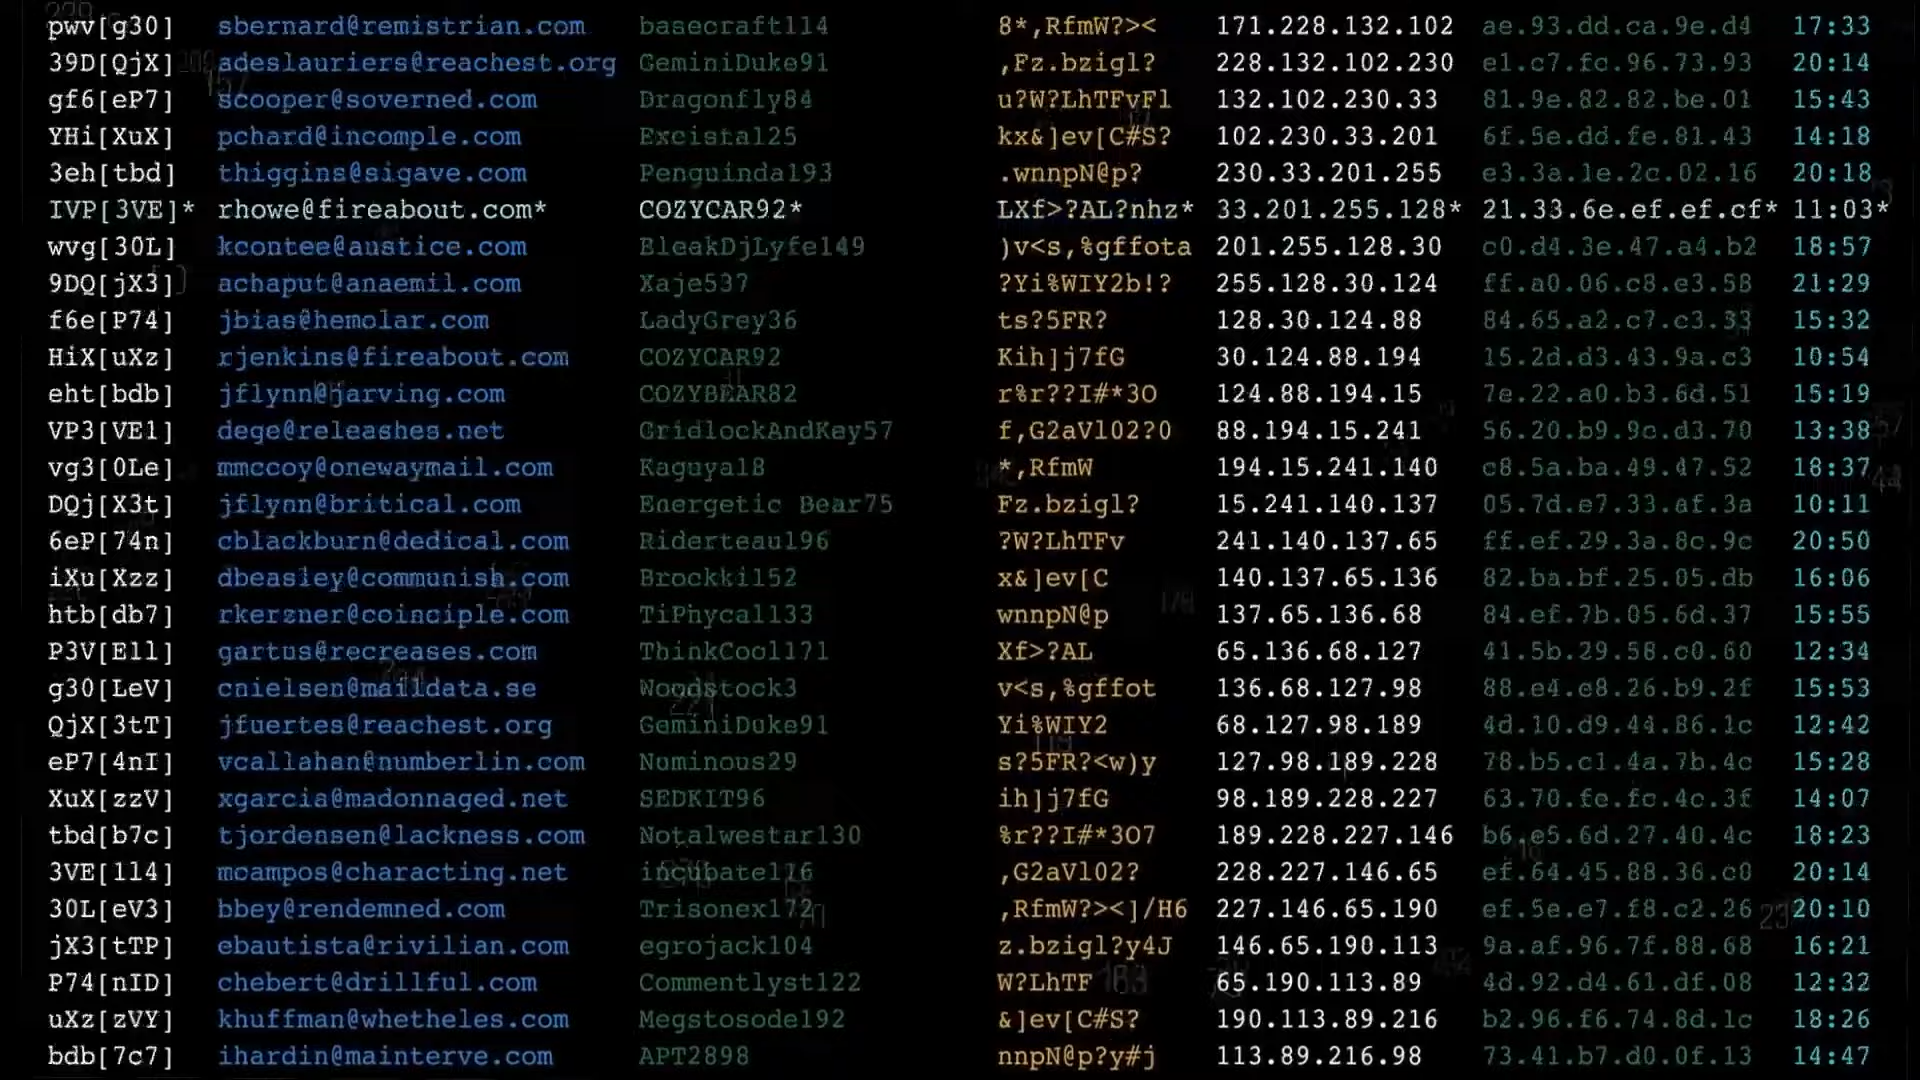 pwv[g30] sbernard@remistrian.com basecraft114 8*,RfmW?>< 171.228.132.102 ae.93.dd.ca.9e.d4 17:33
39D[QjX] adeslauriers@reachest.org GeminiDuke91 ,Fz.bzigl? 228.132.102.230 e1.c7.fc.96.73.93 20:14
gf6[eP7] scooper@soverned.com Dragonfly84 u?W?LhTFvFl 132.102.230.33 81.9e.82.82.be.01 15:43
YHi[XuX] pchard@incomple.com Excista125 kx&]ev[C#S? 102.230.33.201 6f.5e.dd.fe.81.43 14:18
3eh[tbd] thiggins@sigave.com Penguinda193 .wnnpN@p? 230.33.201.255 e3.3a.1e.2c.02.16 20:18
IVP[3VE]* rhowe@fireabout.com* COZYCAR92* LXf>?AL?nhz* 33.201.255.128* 21.33.6e.ef.ef.cf* 11:03*
wvg[30L] kcontee@austice.com BleakDjLyfe149 )v<s,%gffota 201.255.128.30 c0.d4.3e.47.a4.b2 18:57
9DQ[jX3] achaput@anaemil.com Xaje537 ?Yi%WIY2b!? 255.128.30.124 ff.a0.06.c8.e3.58 21:29
f6e[P74] jbias@hemolar.com LadyGrey36 ts?5FR? 128.30.124.88 84.65.a2.c7.c3.33 15:32
HiX[uXz] rjenkins@fireabout.com COZYCAR92 Kih]j7fG 30.124.88.194 15.2d.d3.43.9a.c3 10:54
eht[bdb] jflynn@jarving.com COZYBEAR82 r%r??I#*3O 124.88.194.15 7e.22.a0.b3.6d.51 15:19
VP3[VE1] dege@releashes.net GridlockAndKey57 f,G2aVl02?0 88.194.15.241 56.20.b9.9c.d3.70 13:38
vg3[0Le] mmccoy@onewaymail.com Kaguya18 *,RfmW 194.15.241.140 c8.5a.ba.49.47.52 18:37
DQj[X3t] jflynn@britical.com Energetic Bear75 Fz.bzigl? 15.241.140.137 05.7d.e7.33.af.3a 10:11
6eP[74n] cblackburn@dedical.com Riderteau196 ?W?LhTFv 241.140.137.65 ff.ef.29.3a.8c.9c 20:50
iXu[Xzz] dbeasley@communish.com Brockki152 x&]ev[C 140.137.65.136 82.ba.bf.25.05.db 16:06
htb[db7] rkerzner@coinciple.com TiPhycal133 wnnpN@p 137.65.136.68 84.ef.7b.05.6d.37 15:55
P3V[El1] gartus@recreases.com ThinkCool171 Xf>?AL 65.136.68.127 41.5b.29.58.c0.60 12:34
g30[LeV] cnielsen@maildata.se Woodstock3 v<s,%gffot 136.68.127.98 88.e4.e8.26.b9.2f 15:53
QjX[3tT] jfuertes@reachest.org GeminiDuke91 Yi%WIY2 68.127.98.189 4d.10.d9.44.86.1c 12:42
eP7[4nI] vcallahan@numberlin.com Numinous29 s?5FR?<w)y 127.98.189.228 78.b5.c1.4a.7b.4c 15:28
XuX[zzV] xgarcia@madonnaged.net SEDKIT96 ih]j7fG 98.189.228.227 63.70.fe.fc.4c.3f 14:07
tbd[b7c] tjordensen@lackness.com Notalwestar130 %r??I#*3O7 189.228.227.146 b6.e5.6d.27.40.4c 18:23
3VE[114] mcampos@characting.net incubate116 ,G2aVl02? 228.227.146.65 ef.64.45.88.36.c0 20:14
30L[eV3] bbey@rendemned.com Trisonex172 ,RfmW?><]/H6 227.146.65.190 ef.5e.e7.f8.c2.26 20:10
jX3[tTP] ebautista@rivilian.com egrojack104 z.bzigl?y4J 146.65.190.113 9a.af.96.7f.88.68 16:21
P74[nID] chebert@drillful.com Commentlyst122 W?LhTF 65.190.113.89 4d.92.d4.61.df.08 12:32
uXz[zVY] khuffman@whetheles.com Megstosode192 &]ev[C#S? 190.113.89.216 b2.96.f6.74.8d.1c 18:26
bdb[7c7] ihardin@mainterve.com APT2898 nnpN@p?y#j 113.89.216.98 73.41.b7.d0.0f.13 14:47